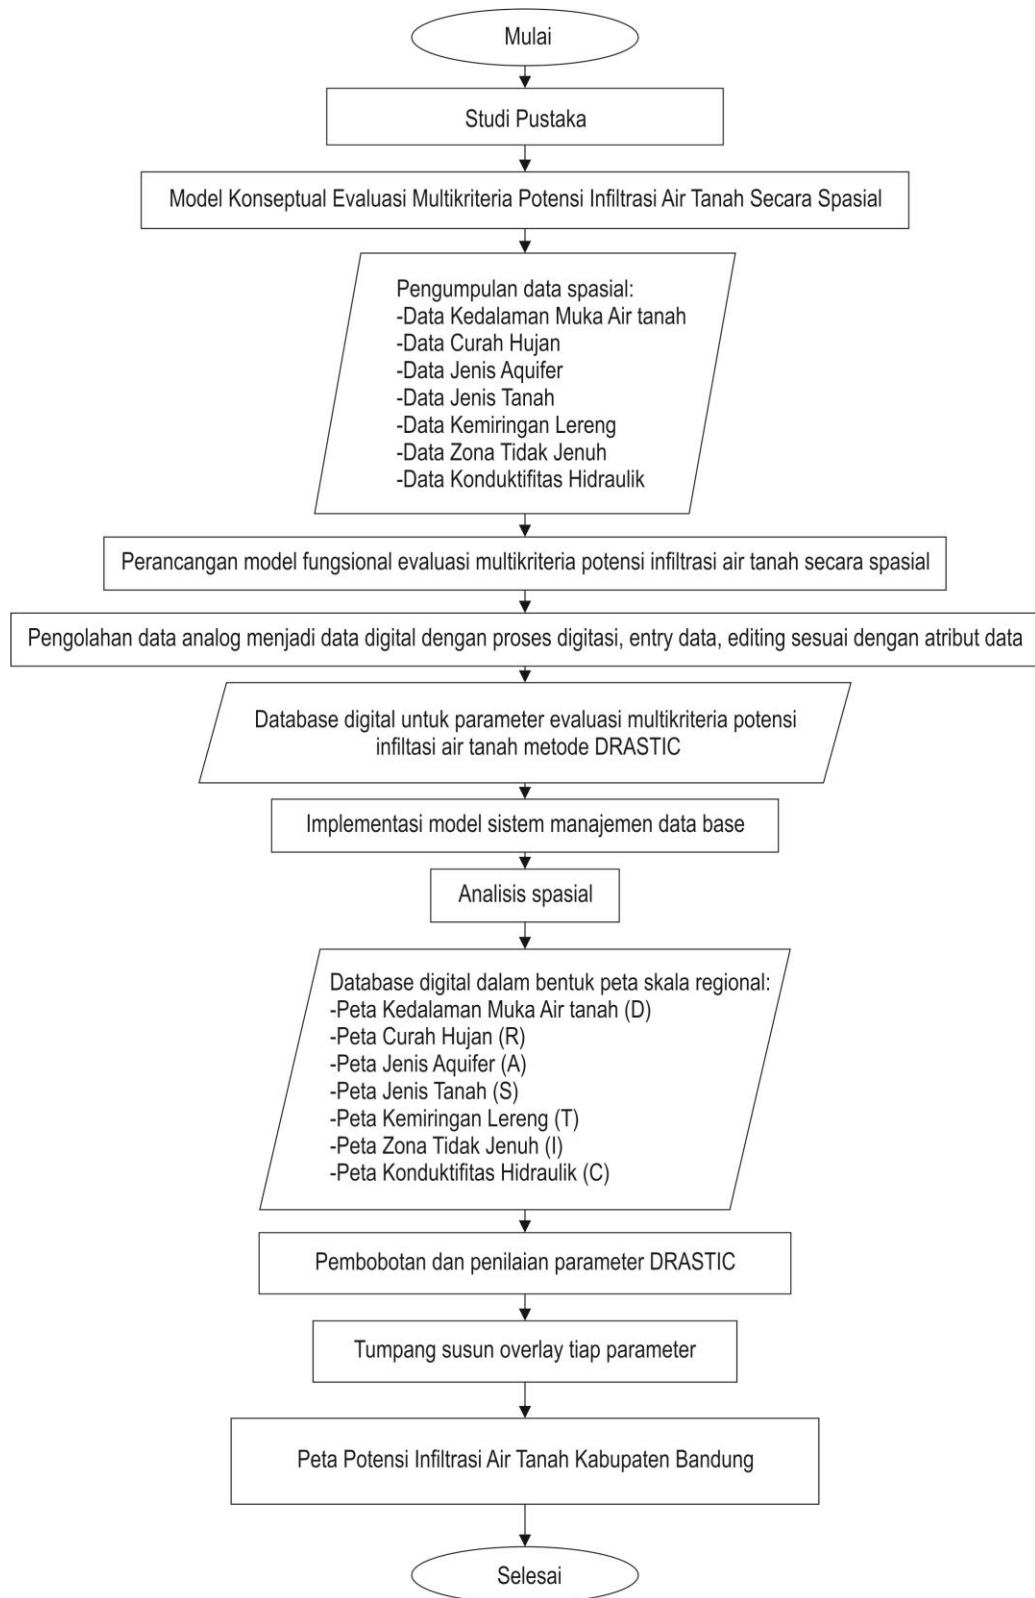 Mulai
Studi Pustaka
Model Konseptual Evaluasi Multikriteria Potensi Infiltrasi Air Tanah Secara Spasial
Pengumpulan data spasial:
-Data Kedalaman Muka Air tanah
-Data Curah Hujan
-Data Jenis Aquifer
-Data Jenis Tanah
-Data Kemiringan Lereng
-Data Zona Tidak Jenuh
-Data Konduktifitas Hidraulik
Perancangan model fungsional evaluasi multikriteria potensi infiltrasi air tanah secara spasial
Pengolahan data analog menjadi data digital dengan proses digitasi, entry data, editing sesuai dengan atribut data
Database digital untuk parameter evaluasi multikriteria potensi
infiltasi air tanah metode DRASTIC
Implementasi model sistem manajemen data base
Analisis spasial
Database digital dalam bentuk peta skala regional:
-Peta Kedalaman Muka Air tanah (D)
-Peta Curah Hujan (R)
-Peta Jenis Aquifer (A)
-Peta Jenis Tanah (S)
-Peta Kemiringan Lereng (T)
-Peta Zona Tidak Jenuh (I)
-Peta Konduktifitas Hidraulik (C)
Pembobotan dan penilaian parameter DRASTIC
Tumpang susun overlay tiap parameter
Peta Potensi Infiltrasi Air Tanah Kabupaten Bandung
Selesai